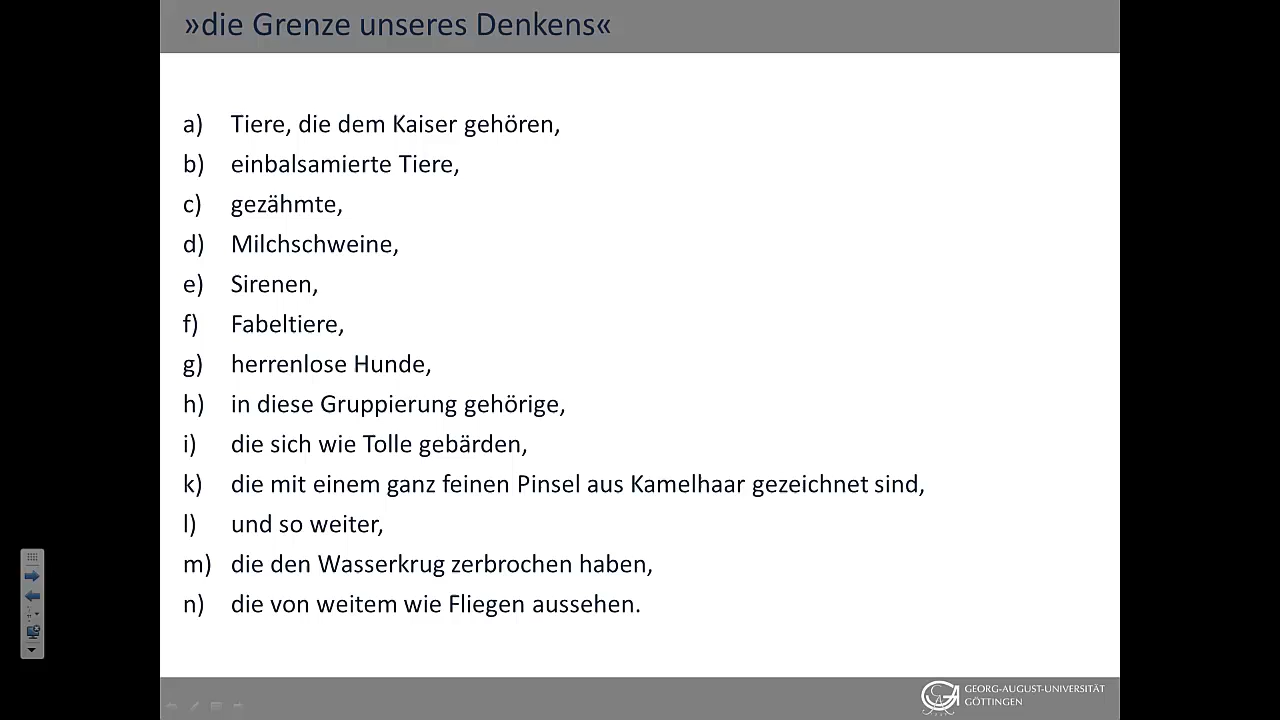 »die Grenze unseres Denkens«
a) Tiere, die dem Kaiser gehören,
b) einbalsamierte Tiere,
c) gezähmte,
d) Milchschweine,
e) Sirenen,
f) Fabeltiere,
g) herrenlose Hunde,
h) in diese Gruppierung gehörige,
i) die sich wie Tolle gebärden,
k) die mit einem ganz feinen Pinsel aus Kamelhaar gezeichnet sind,
l) und so weiter,
m) die den Wasserkrug zerbrochen haben,
n) die von weitem wie Fliegen aussehen.
GEORG-AUGUST-UNIVERSITÄT
GÖTTINGEN